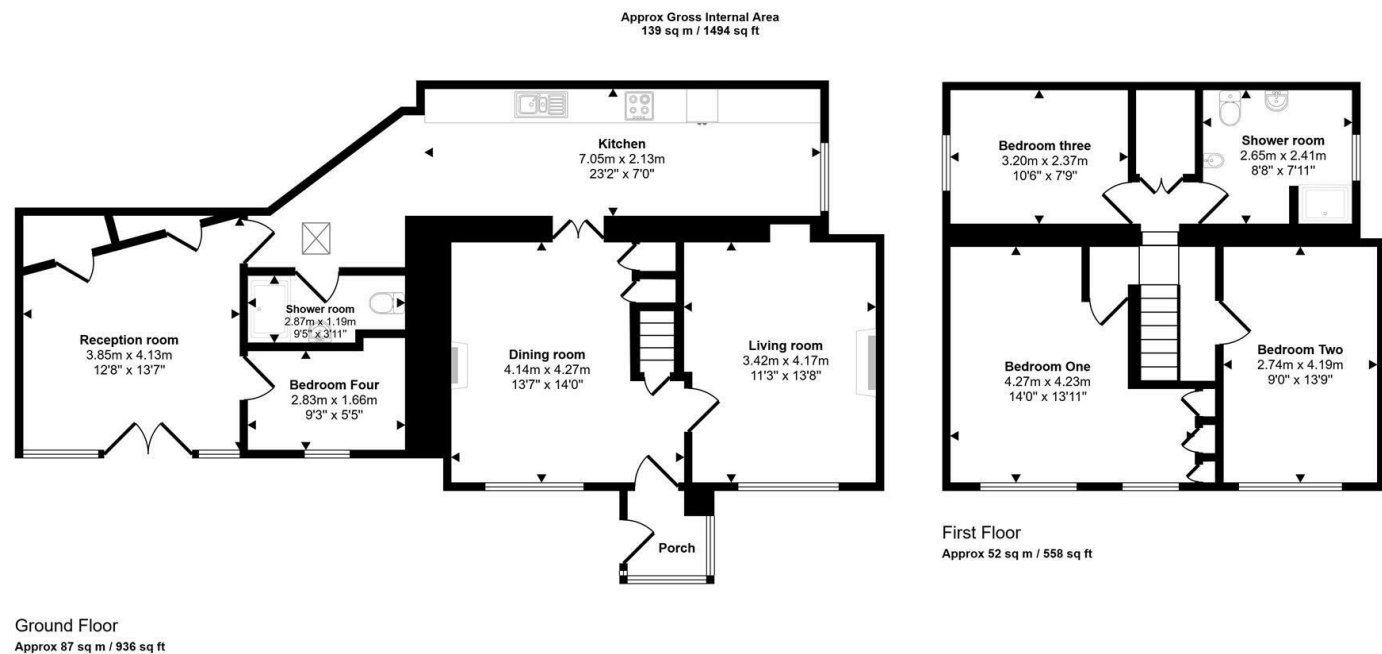 Approx Gross Internal Area
139 sq m / 1494 sq ft
Kitchen
7.05m x 2.13m
23'2" x 7'0"
Reception room
3.85m x 4.13m
12'8" x 13'7"
Shower room
2.87m x 1.19m
9'5" x 3'11"
Bedroom Four
2.83m x 1.66m
9'3" x 5'5"
Dining room
4.14m x 4.27m
13'7" x 14'0"
Living room
3.42m x 4.17m
11'3" x 13'8"
Porch
Ground Floor
Approx 87 sq m / 936 sq ft
Bedroom three
3.20m x 2.37m
10'6" x 7'9"
Shower room
2.65m x 2.41m
8'8" x 7'11"
Bedroom One
4.27m x 4.23m
14'0" x 13'11"
Bedroom Two
2.74m x 4.19m
9'0" x 13'9"
First Floor
Approx 52 sq m / 558 sq ft